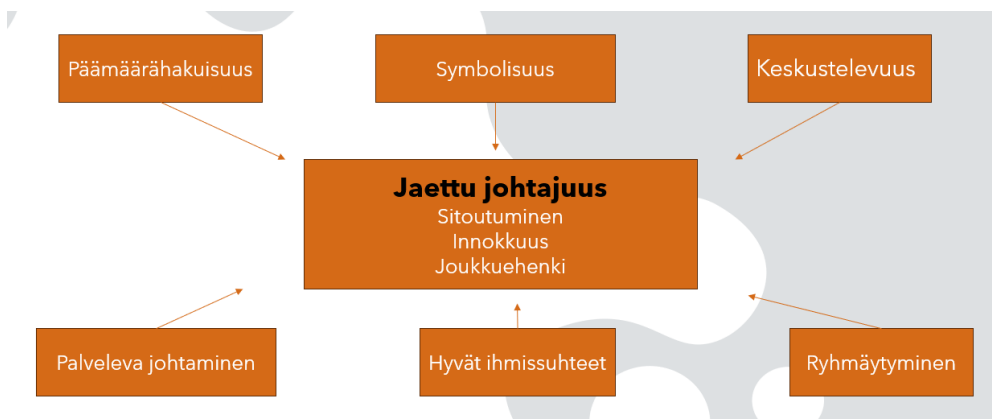 Päämäärähakuisuus
Symbolisuus
Keskustelevuus
Jaettu johtajuus
Sitoutuminen
Innokkuus
Joukkuehenki
Palveleva johtaminen
Hyvät ihmissuhteet
Ryhmäytyminen